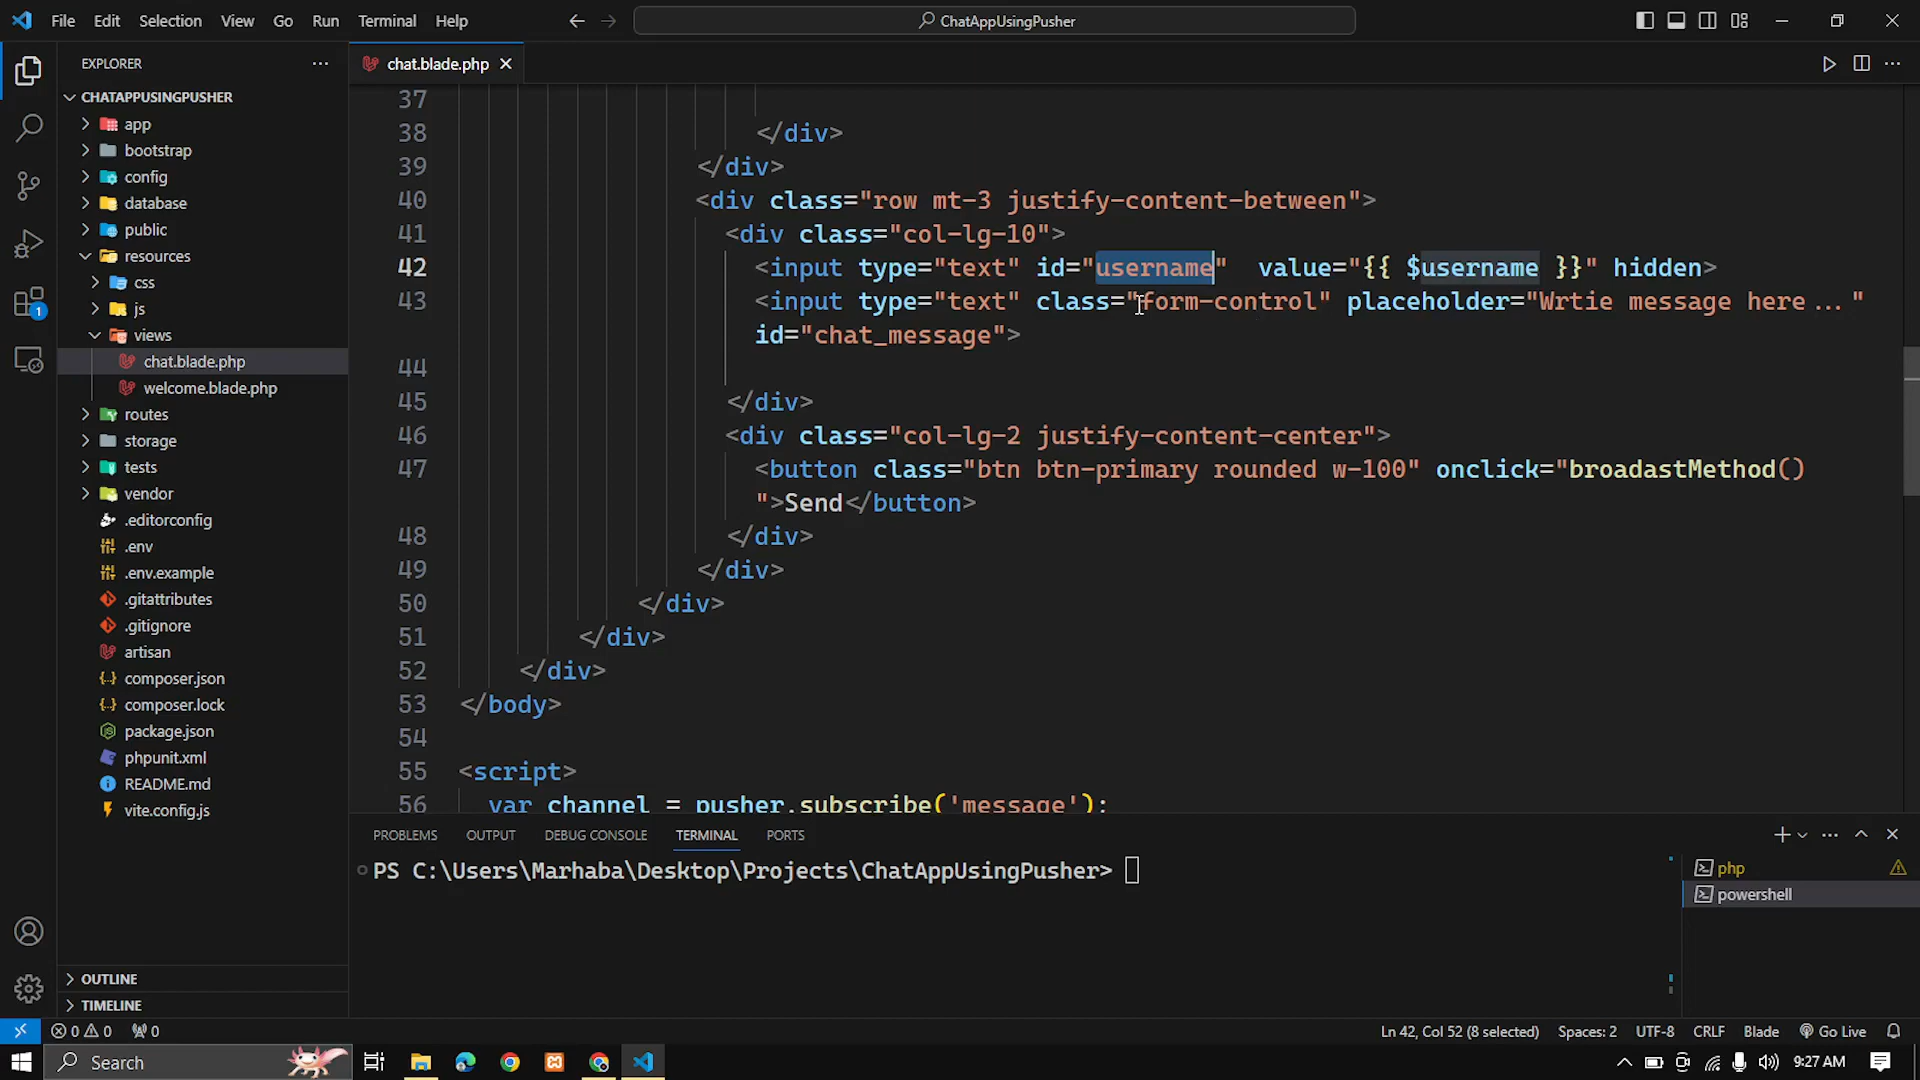 File Edit Selection View Go Run Terminal Help
ChatAppUsingPusher
EXPLORER
CHATAPPUSINGPUSHER
app
bootstrap
config
database
public
resources
css
js
views
chat.blade.php
welcome.blade.php
routes
storage
tests
vendor
.editorconfig
.env
.env.example
.gitattributes
.gitignore
artisan
composer.json
composer.lock
package.json
phpunit.xml
README.md
vite.config.js
OUTLINE
TIMELINE
1
chat.blade.php
37
38 </div>
39 </div>
40 <div class="row mt-3 justify-content-between">
41 <div class="col-lg-10">
42 <input type="text" id="username"  value="{{ $username }}" hidden>
43 <input type="text" class="form-control" placeholder="Wrtie message here..."
id="chat_message">
44
45 </div>
46 <div class="col-lg-2 justify-content-center">
47 <button class="btn btn-primary rounded w-100" onclick="broadastMethod()
">Send</button>
48 </div>
49 </div>
50 </div>
51 </div>
52 </div>
53 </body>
54
55 <script>
56 var channel = pusher.subscribe('message');
PROBLEMS OUTPUT DEBUG CONSOLE TERMINAL PORTS
PS C:\Users\Marhaba\Desktop\Projects\ChatAppUsingPusher>
php
powershell
0 0 0
Ln 42, Col 52 (8 selected) Spaces: 2 UTF-8 CRLF Blade Go Live
Search
9:27 AM